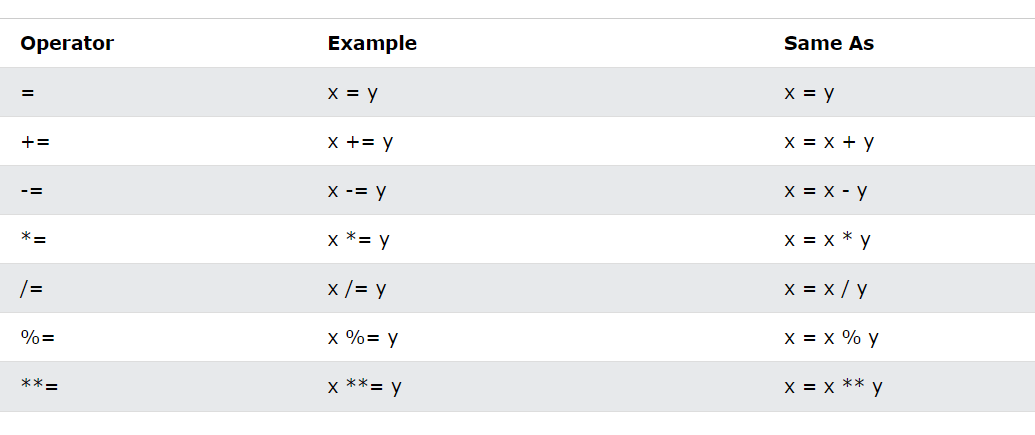 Operator Example Same As
= x = y x = y
+= x += y x = x + y
-= x -= y x = x - y
*= x *= y x = x * y
/= x /= y x = x / y
%= x %= y x = x % y
**= x **= y x = x ** y